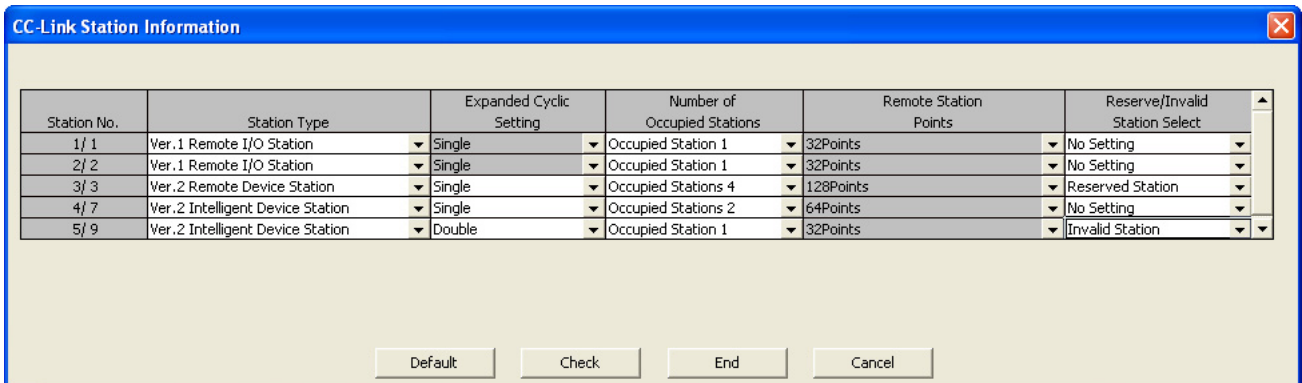 CC-Link Station Information
Expanded Cyclic Number of Remote Station Reserve/Invalid
Station No. Station Type Setting Occupied Stations Points Station Select
1/ 1 Ver.1 Remote I/O Station Single Occupied Station 1 32Points No Setting
2/ 2 Ver.1 Remote I/O Station Single Occupied Station 1 32Points No Setting
3/ 3 Ver.2 Remote Device Station Single Occupied Stations 4 128Points Reserved Station
4/ 7 Ver.2 Intelligent Device Station Single Occupied Stations 2 64Points No Setting
5/ 9 Ver.2 Intelligent Device Station Double Occupied Station 1 32Points Invalid Station
Default Check End Cancel